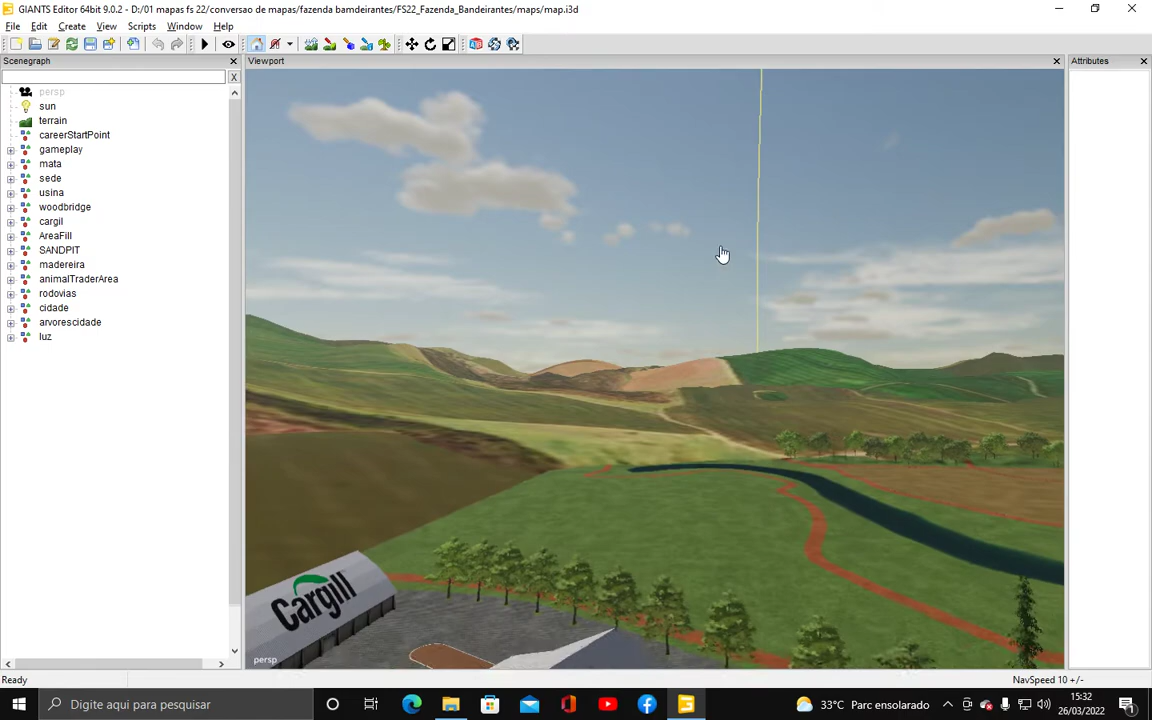 GIANTS Editor 64bit 9.0.2 - D:/01 mapas fs 22/conversao de mapas/fazenda bamdeirantes/FS22_Fazenda_Bandeirantes/maps/map.i3d
File Edit Create View Scripts Window Help
Scenegraph X
Viewport X
Attributes X
X
persp
sun
terrain
careerStartPoint
gameplay
mata
sede
usina
woodbridge
cargil
AreaFill
SANDPIT
madereira
animalTraderArea
rodovias
cidade
arvorescidade
luz
Cargill
persp
Ready
NavSpeed 10 +/-
Digite aqui para pesquisar
33°C Parc ensolarado
15:32
26/03/2022
1